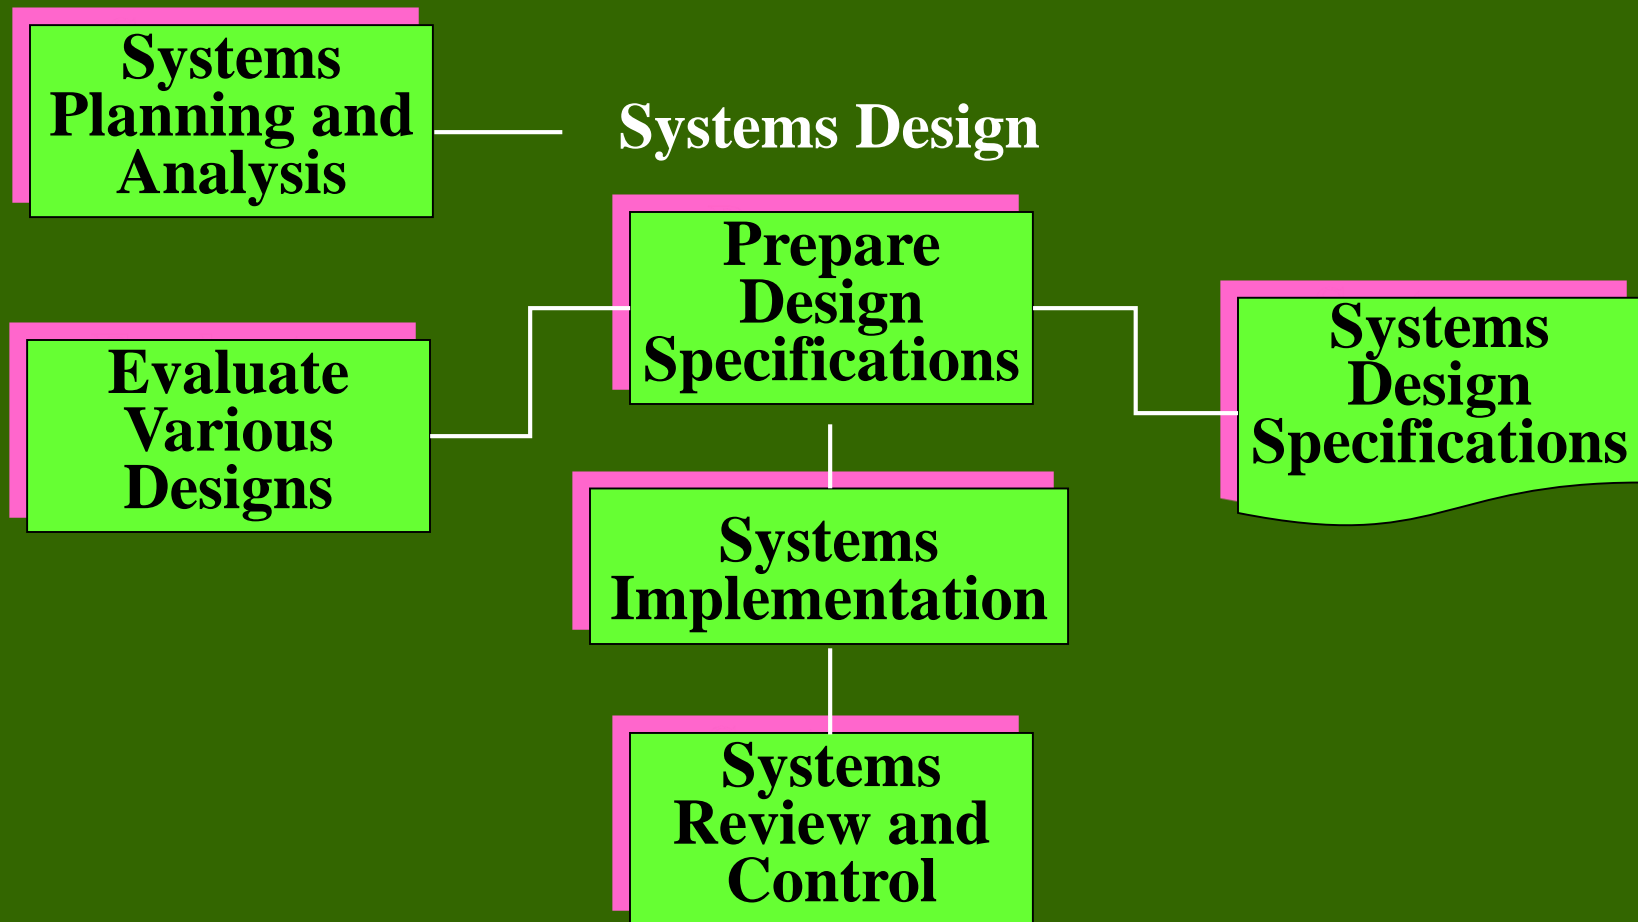 Systems
Planning and
Analysis
Systems Design
Prepare
Design
Specifications
Evaluate
Various
Designs
Systems
Design
Specifications
Systems
Implementation
Systems
Review and
Control